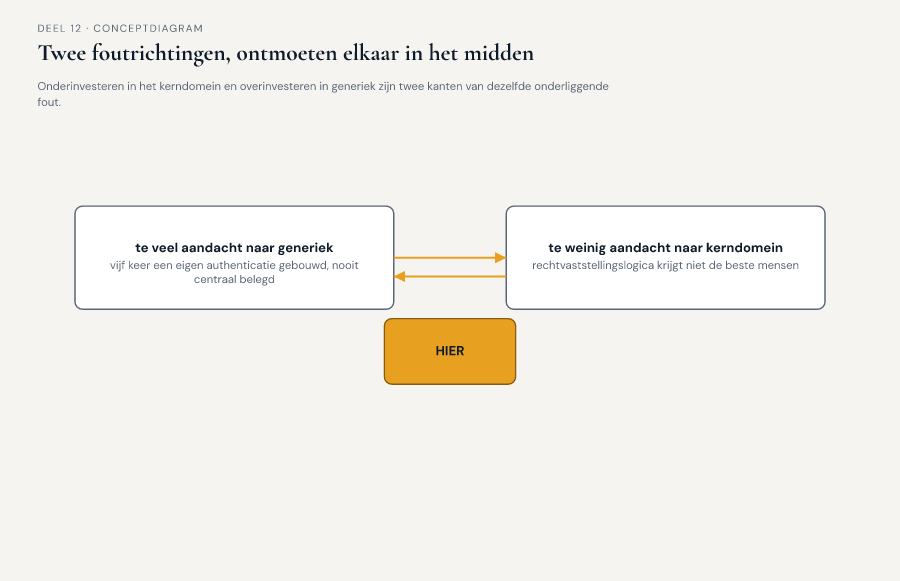 DEEL 12 · CONCEPTDIAGRAM
Twee foutrichtingen, ontmoeten elkaar in het midden
Onderinvesteren in het kerndomein en overinvesteren in generiek zijn twee kanten van dezelfde onderliggende
fout.
te veel aandacht naar generiek
vijf keer een eigen authenticatie gebouwd, nooit
centraal belegd
te weinig aandacht naar kerndomein
rechtvaststellingslogica krijgt niet de beste mensen
HIER